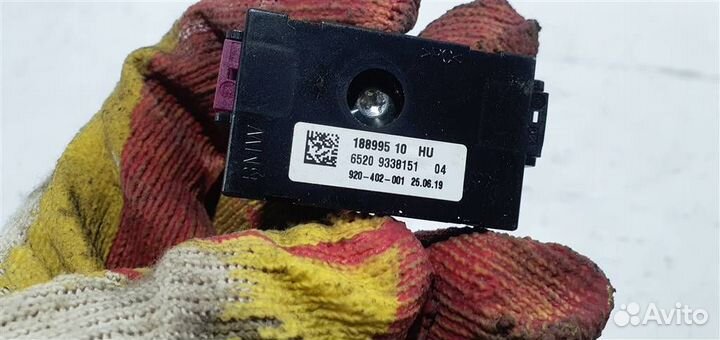 BMW
188995 10 HU
6520 9338151 04
920-402-001 25.06.19
Avito